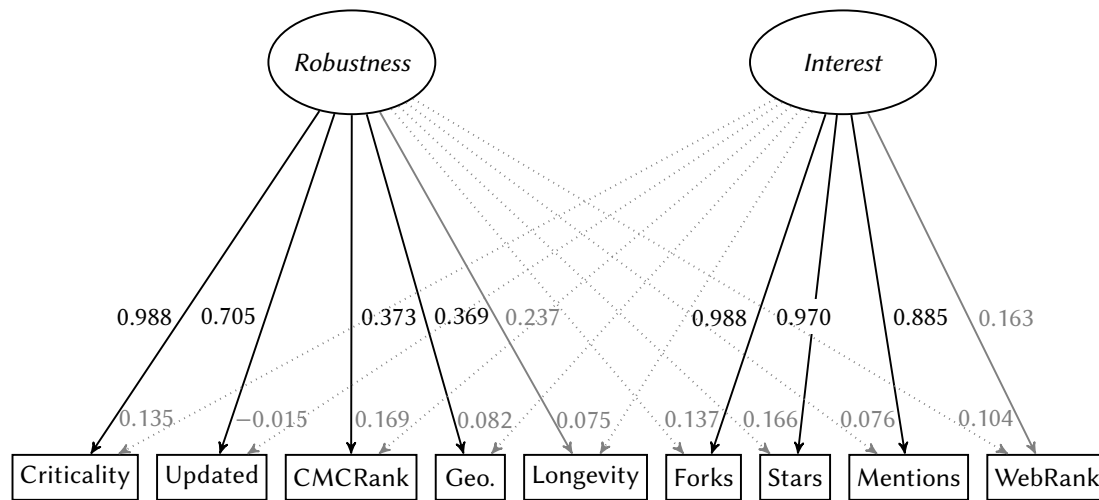 Robustness Interest
0.988 0.705 0.373 0.369 0.237 0.988 0.970 0.885 0.163
0.135 −0.015 0.169 0.082 0.075 0.137 0.166 0.076 0.104
Criticality Updated CMCRank Geo. Longevity Forks Stars Mentions WebRank